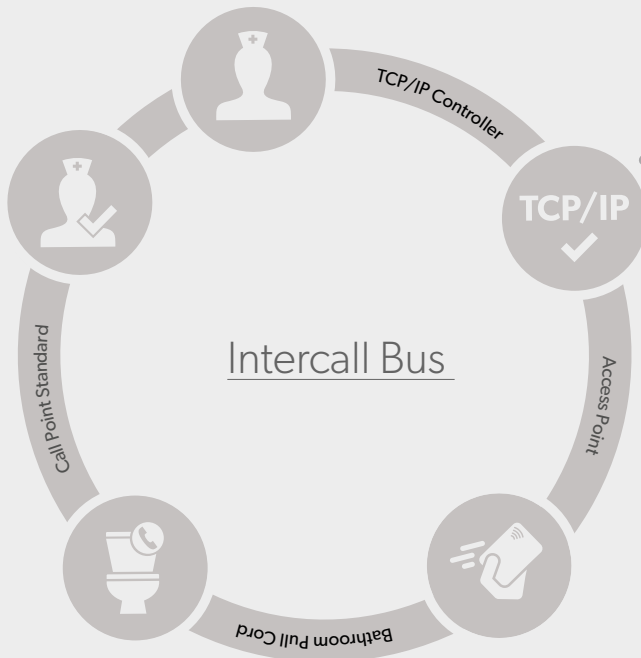 TCP/IP Controller
TCP/IP
Access Point
Intercall Bus
Call Point Standard
Bathroom Pull Cord